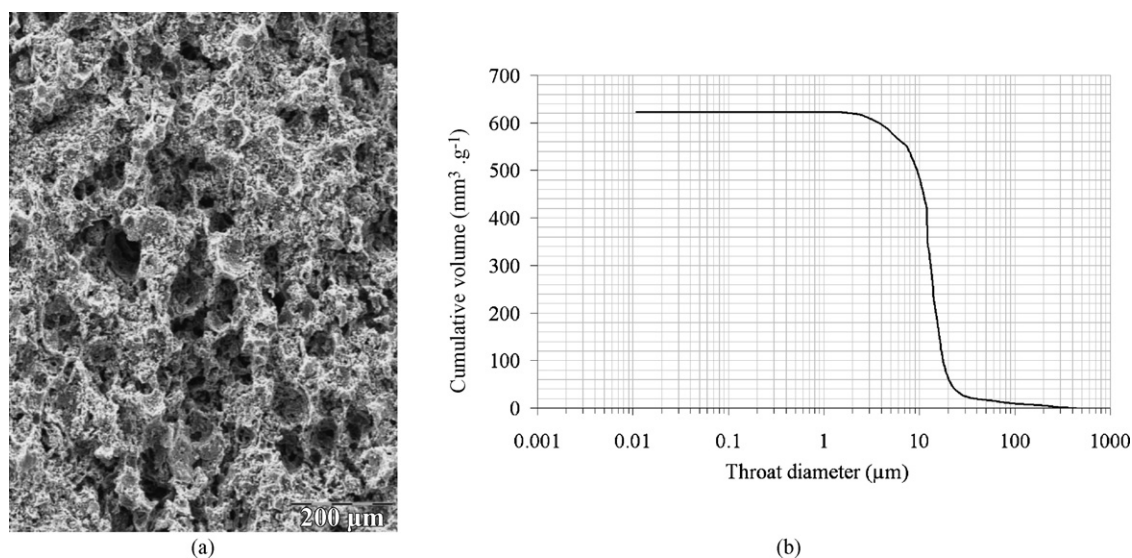 200 µm
(a)
Cumulative volume (mm³ .g⁻¹)
700
600
500
400
300
200
100
0
0.001 0.01 0.1 1 10 100 1000
Throat diameter (µm)
(b)